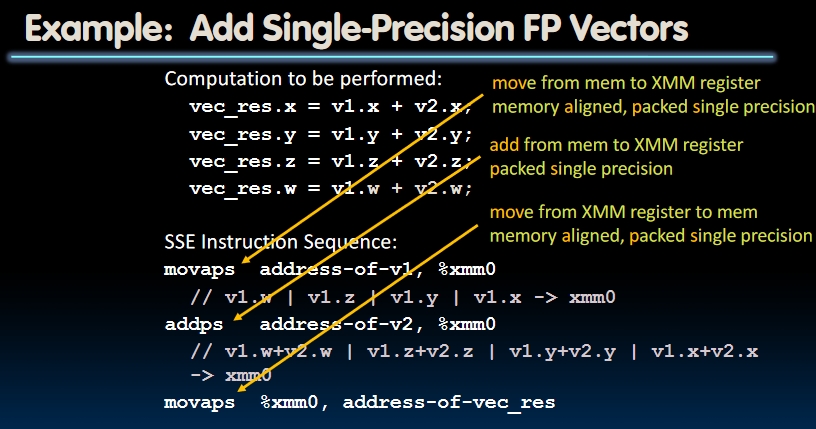 Example: Add Single-Precision FP Vectors
Computation to be performed:
vec_res.x = v1.x + v2.x;
vec_res.y = v1.y + v2.y;
vec_res.z = v1.z + v2.z;
vec_res.w = v1.w + v2.w;
move from mem to XMM register
memory aligned, packed single precision
add from mem to XMM register
packed single precision
move from XMM register to mem
memory aligned, packed single precision
SSE Instruction Sequence:
movaps address-of-v1, %xmm0
// v1.w | v1.z | v1.y | v1.x -> xmm0
addps address-of-v2, %xmm0
// v1.w+v2.w | v1.z+v2.z | v1.y+v2.y | v1.x+v2.x
-> xmm0
movaps %xmm0, address-of-vec_res